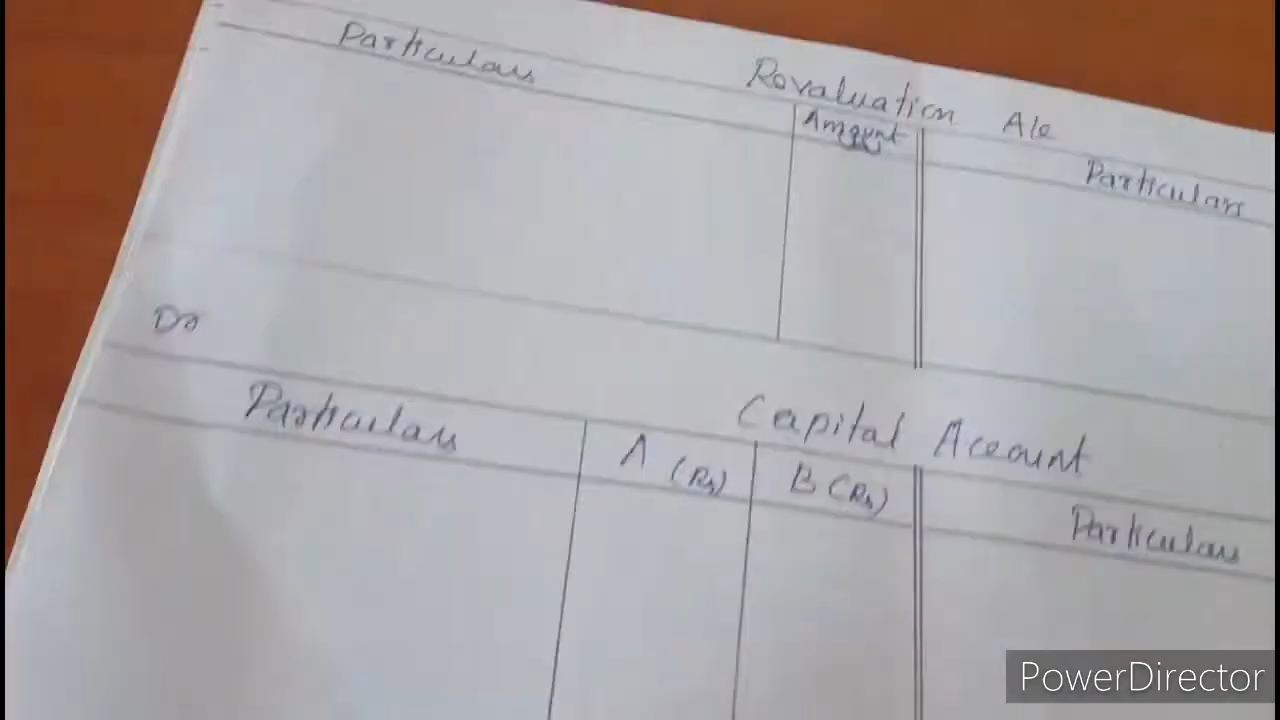 Revaluation A/c
Particulars Amount Particulars
Dr
Capital Account
Particulars A (Rs) B (Rs) Particulars
PowerDirector